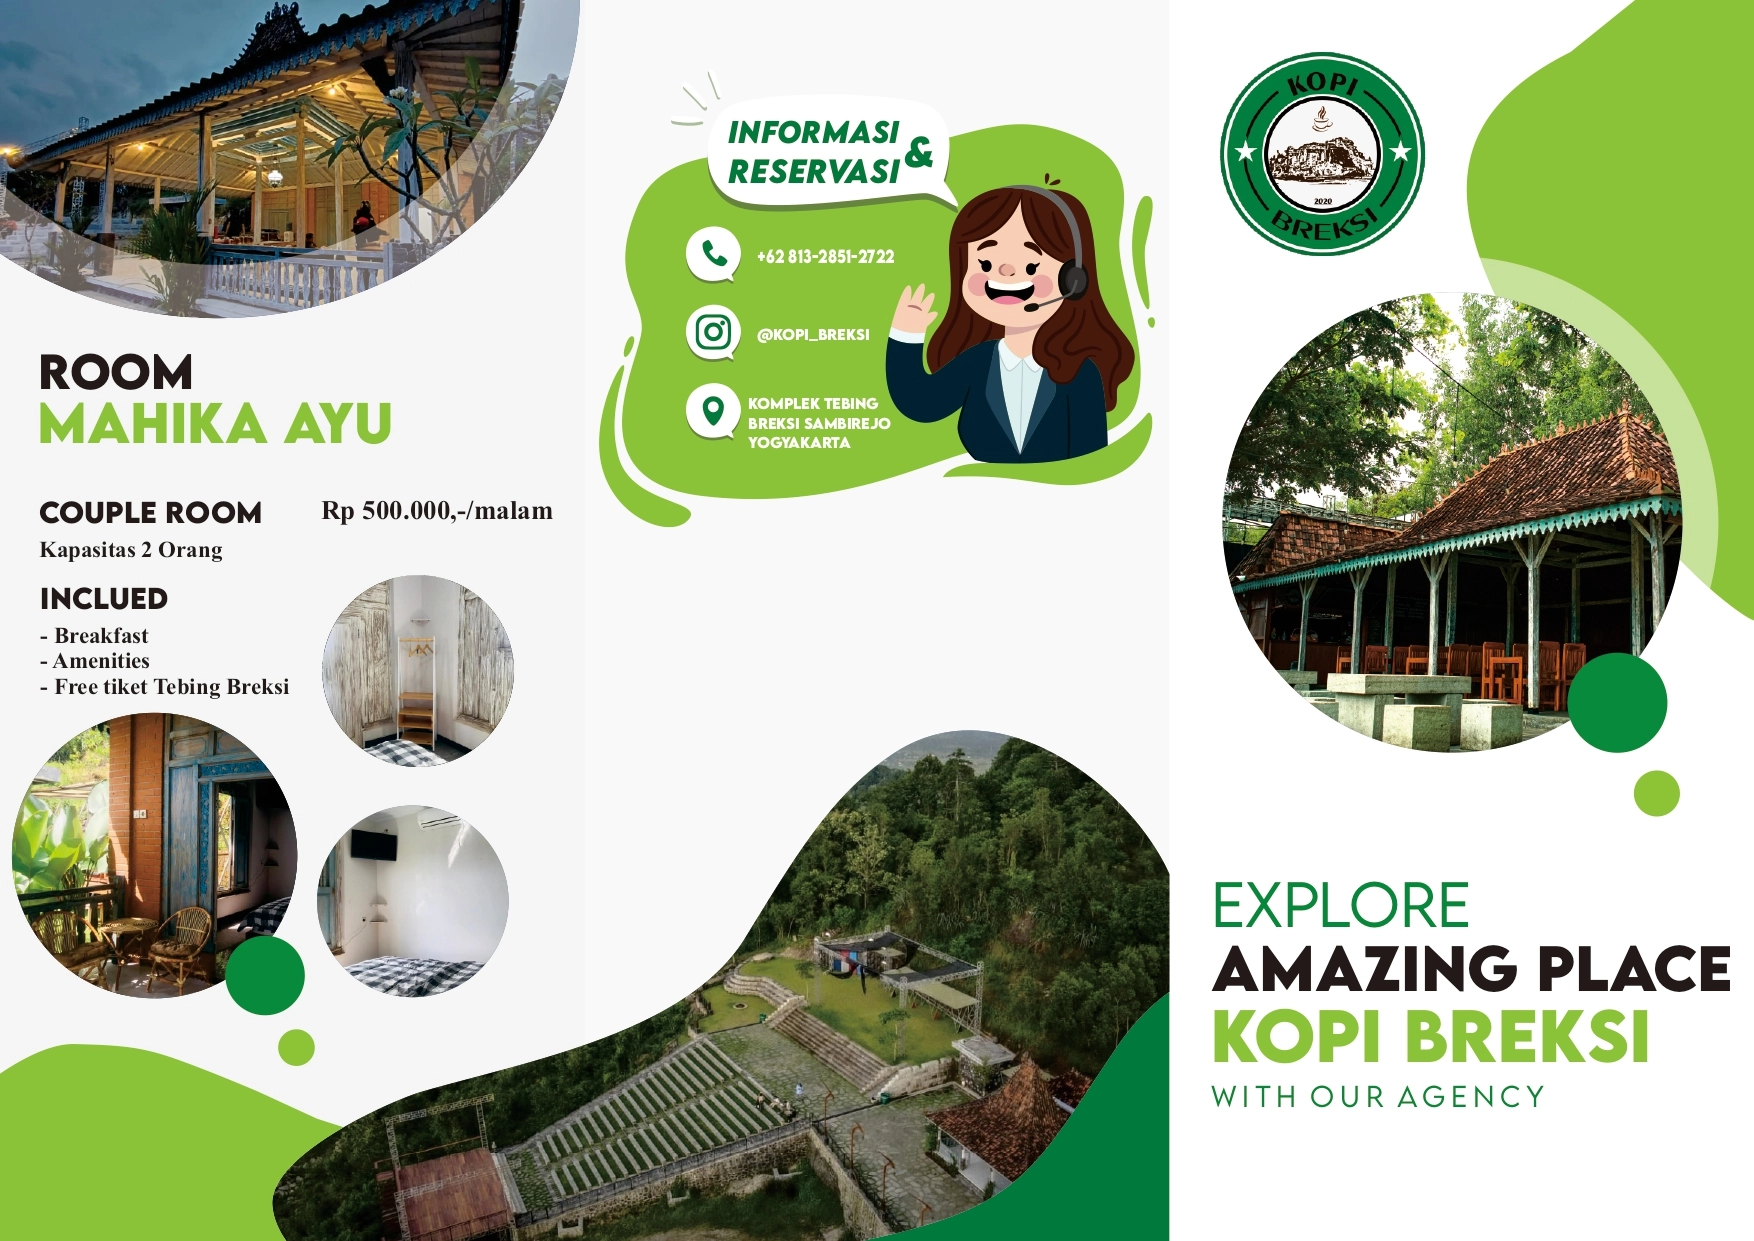 ROOM
MAHIKA AYU
COUPLE ROOM
Rp 500.000,-/malam
Kapasitas 2 Orang
INCLUED
- Breakfast
- Amenities
- Free tiket Tebing Breksi
INFORMASI
&
RESERVASI
+62 813-2851-2722
@KOPI_BREKSI
KOMPLEK TEBING
BREKSI SAMBIREJO
YOGYAKARTA
KOPI
2020
BREKSI
EXPLORE
AMAZING PLACE
KOPI BREKSI
WITH OUR AGENCY